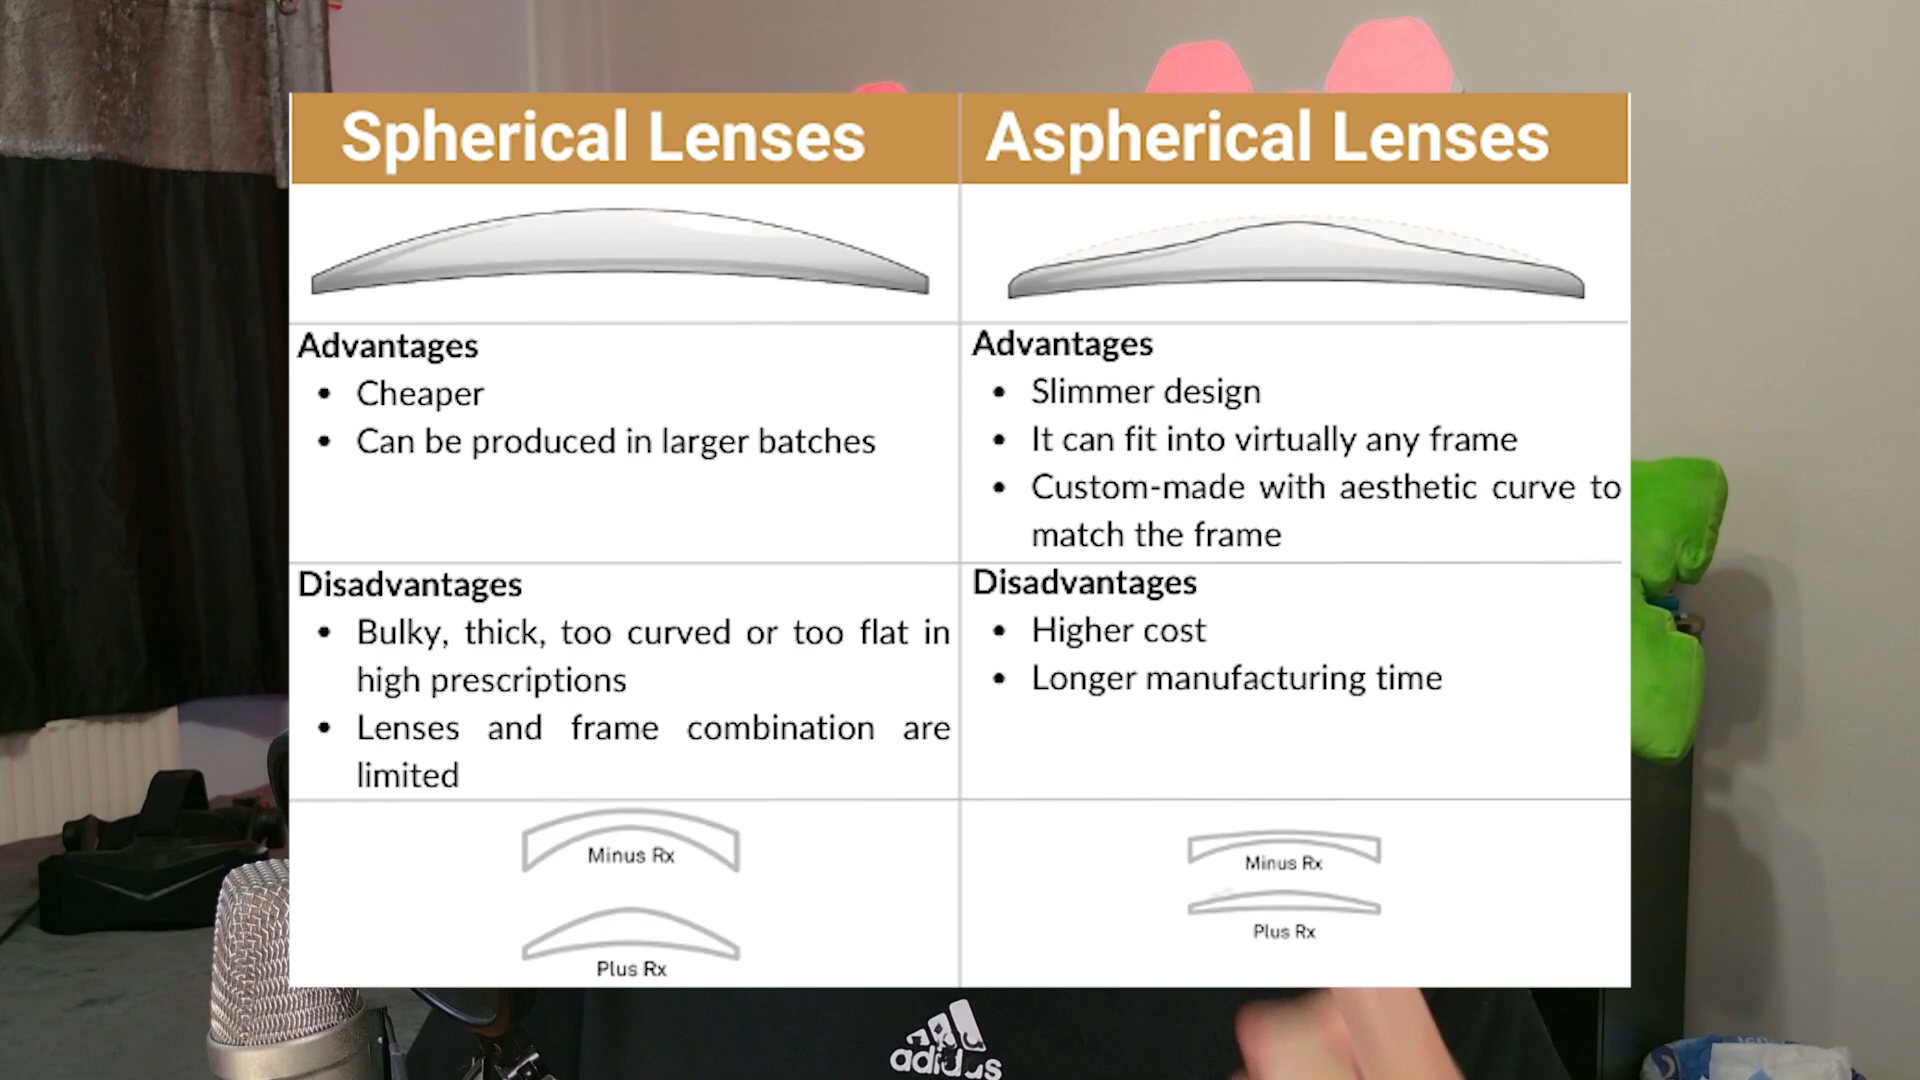 Spherical Lenses
Aspherical Lenses
Advantages
• Cheaper
• Can be produced in larger batches
Advantages
• Slimmer design
• It can fit into virtually any frame
• Custom-made with aesthetic curve to
match the frame
Disadvantages
• Bulky, thick, too curved or too flat in
high prescriptions
• Lenses and frame combination are
limited
Disadvantages
• Higher cost
• Longer manufacturing time
Minus Rx
Plus Rx
Minus Rx
Plus Rx
adidas